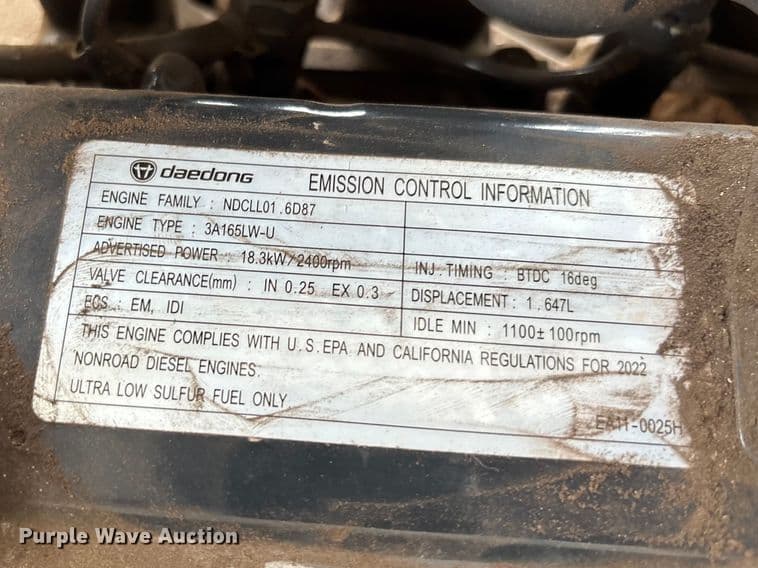 daedong EMISSION CONTROL INFORMATION
ENGINE FAMILY : NDCLL01.6D87
ENGINE TYPE : 3A165LW-U
ADVERTISED POWER : 18.3kW/2400rpm INJ.TIMING : BTDC 16deg
VALVE CLEARANCE(mm) : IN 0.25 EX 0.3 DISPLACEMENT : 1.647L
ECS : EM, IDI IDLE MIN : 1100±100rpm
THIS ENGINE COMPLIES WITH U.S.EPA AND CALIFORNIA REGULATIONS FOR 2022
NONROAD DIESEL ENGINES.
ULTRA LOW SULFUR FUEL ONLY
EA11-0025H
Purple Wave Auction